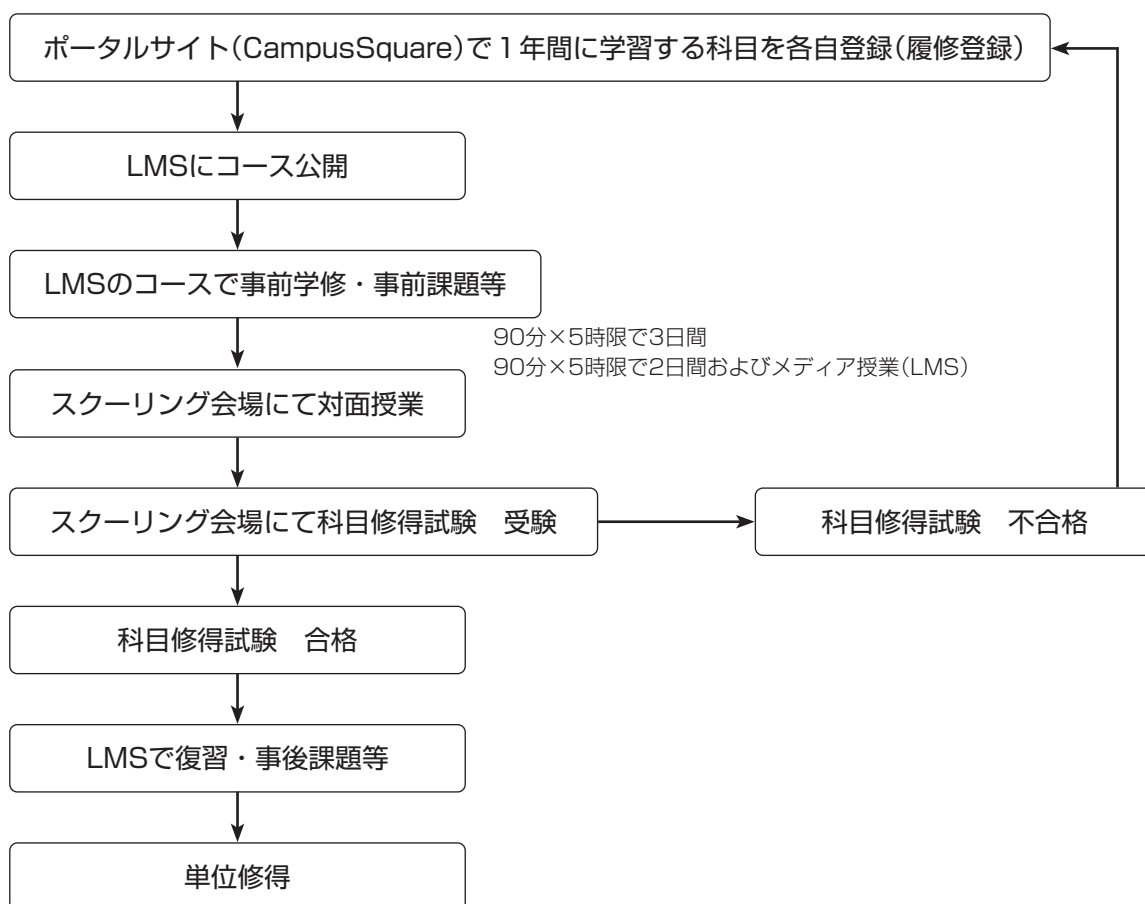 ポータルサイト(CampusSquare)で1年間に学習する科目を各自登録(履修登録)
LMSにコース公開
LMSのコースで事前学修・事前課題等
90分×5時限で3日間
90分×5時限で2日間およびメディア授業(LMS)
スクーリング会場にて対面授業
スクーリング会場にて科目修得試験　受験
科目修得試験　不合格
科目修得試験　合格
LMSで復習・事後課題等
単位修得